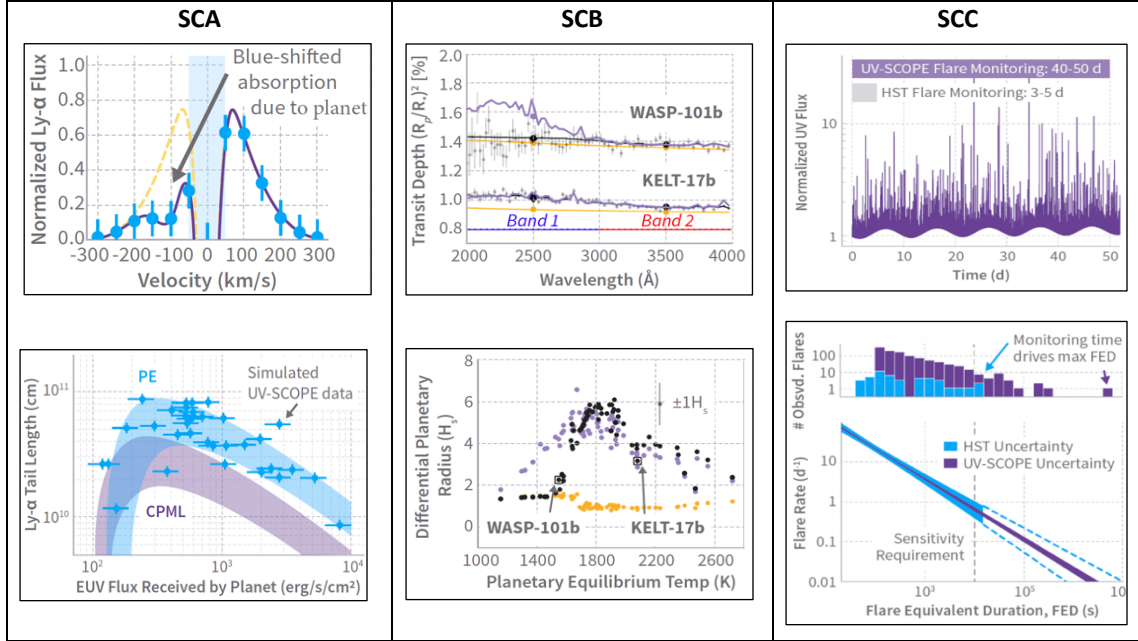 SCA
SCB
SCC
Normalized Ly-α Flux
1.0
0.8
0.6
0.4
0.2
0.0
Blue-shifted
absorption
due to planet
-300
-200
-100
0
100
200
300
Velocity (km/s)
Transit Depth (Rp/R*)² [%]
2.0
1.8
1.6
1.4
1.2
1.0
0.8
WASP-101b
KELT-17b
Band 1
Band 2
2000
2500
3000
3500
4000
Wavelength (Å)
UV-SCOPE Flare Monitoring: 40-50 d
HST Flare Monitoring: 3-5 d
Normalized UV Flux
10
1
0
10
20
30
40
50
Time (d)
Ly-α Tail Length (cm)
10¹¹
10¹⁰
PE
Simulated
UV-SCOPE data
CPML
10²
10³
10⁴
EUV Flux Received by Planet (erg/s/cm²)
Differential Planetary
Radius (Hs)
8
6
4
2
0
±1Hs
WASP-101b
KELT-17b
1000
1400
1800
2200
2600
Planetary Equilibrium Temp (K)
# Obsvd. Flares
100
10
1
Monitoring time
drives max FED
HST Uncertainty
UV-SCOPE Uncertainty
Flare Rate (d⁻¹)
10
1
0.1
0.01
Sensitivity
Requirement
10³
10⁵
10
Flare Equivalent Duration, FED (s)